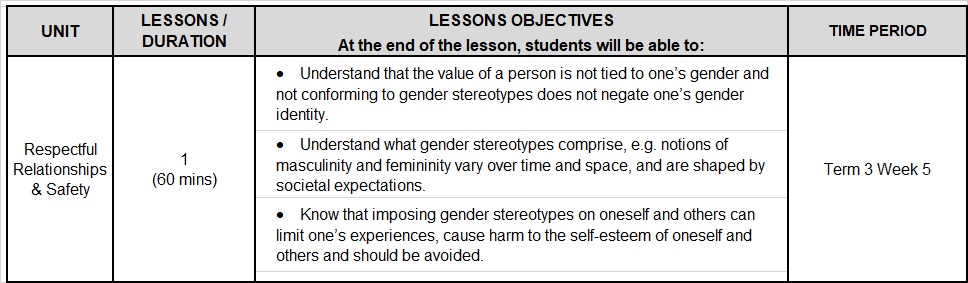 UNIT
LESSONS /
DURATION
LESSONS OBJECTIVES
At the end of the lesson, students will be able to:
TIME PERIOD
Respectful
Relationships
& Safety
1
(60 mins)
• Understand that the value of a person is not tied to one’s gender and
not conforming to gender stereotypes does not negate one’s gender
identity.
• Understand what gender stereotypes comprise, e.g. notions of
masculinity and femininity vary over time and space, and are shaped by
societal expectations.
• Know that imposing gender stereotypes on oneself and others can
limit one’s experiences, cause harm to the self-esteem of oneself and
others and should be avoided.
Term 3 Week 5